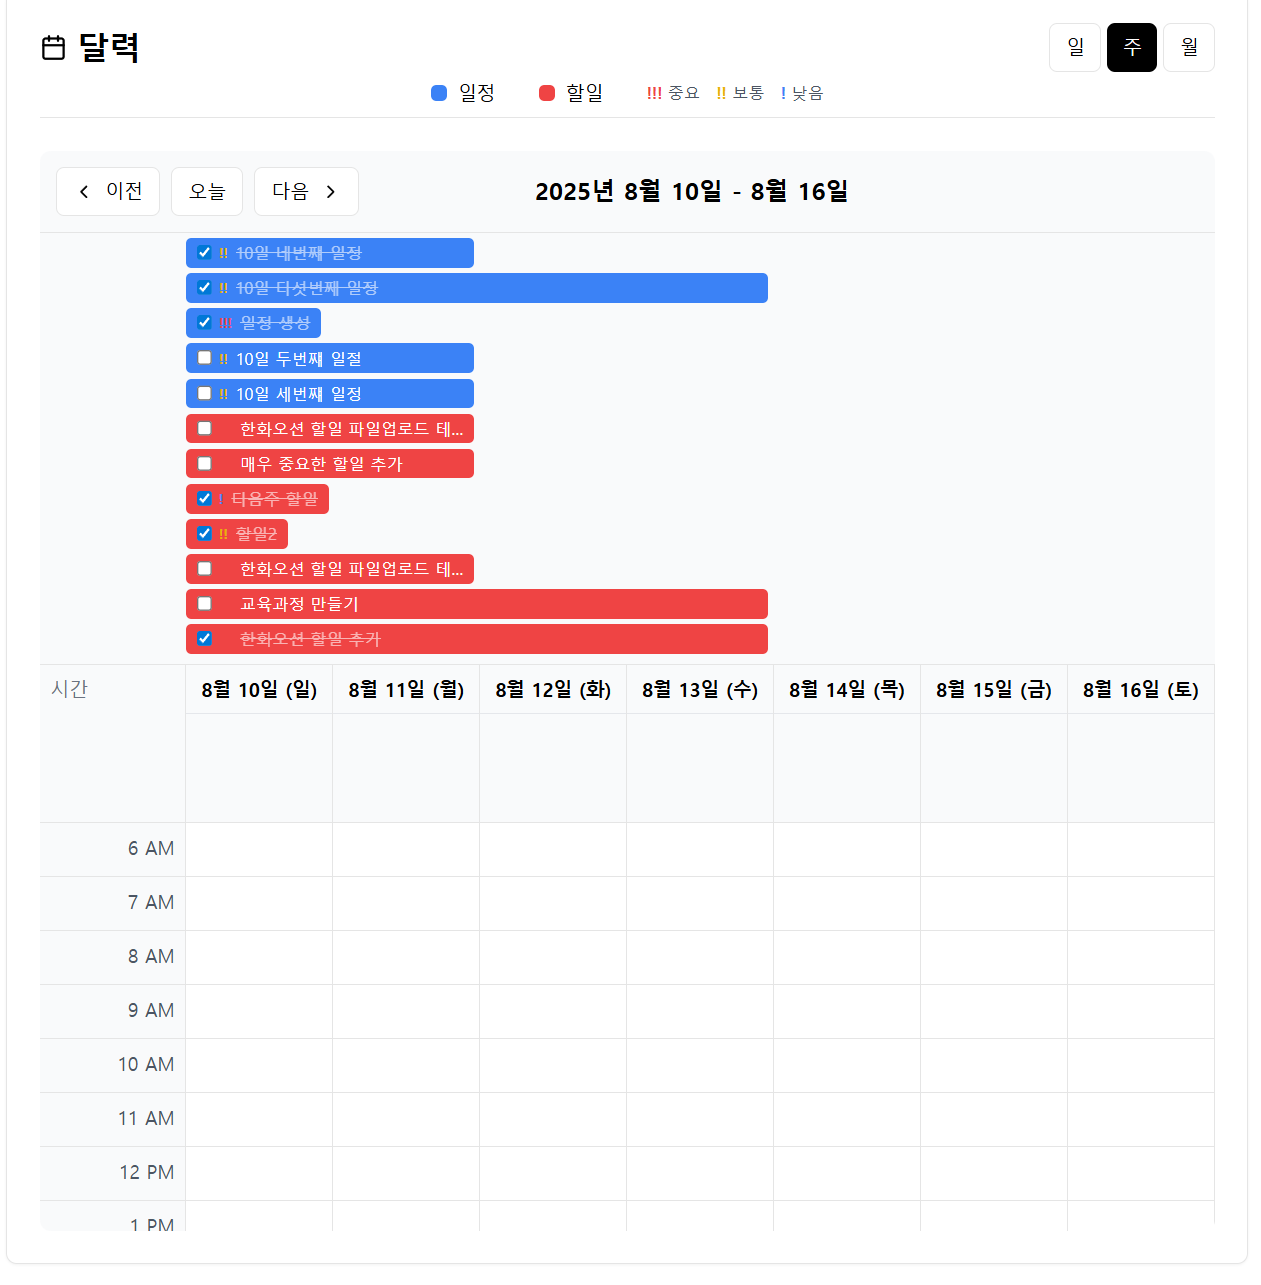 달력
일 주 월
일정 할일 !!! 중요 !! 보통 ! 낮음
이전 오늘 다음 2025년 8월 10일 - 8월 16일
!! 10일 네번째 일정
!! 10일 다섯번째 일정
!!! 일정 생성
!! 10일 두번째 일절
!! 10일 세번째 일정
한화오션 할일 파일업로드 테...
매우 중요한 할일 추가
! 다음주 할일
!! 할일2
한화오션 할일 파일업로드 테...
교육과정 만들기
한화오션 할일 추가
시간 8월 10일 (일) 8월 11일 (월) 8월 12일 (화) 8월 13일 (수) 8월 14일 (목) 8월 15일 (금) 8월 16일 (토)
6 AM
7 AM
8 AM
9 AM
10 AM
11 AM
12 PM
1 PM